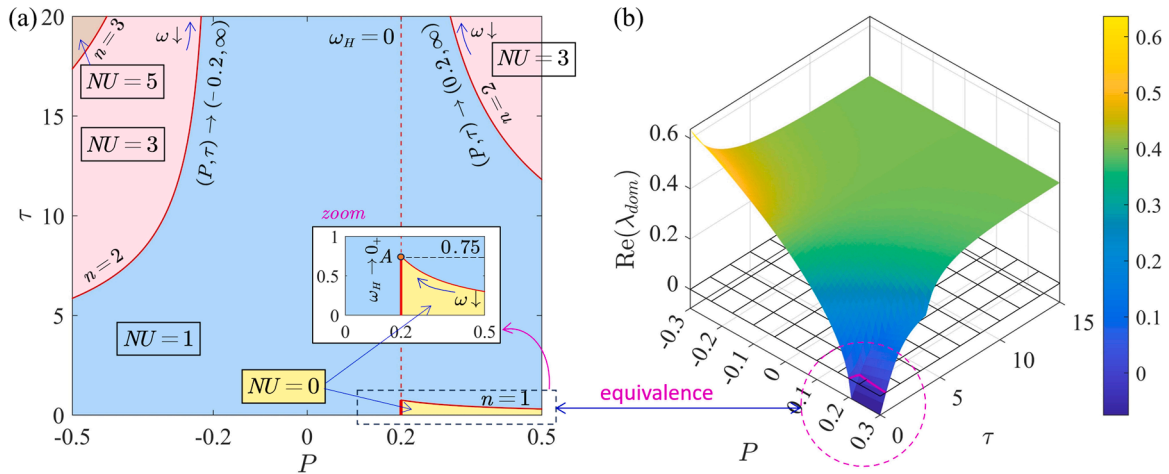 (a)
20
15
10
5
0
τ
-0.5
-0.2
0
0.2
0.5
P
n = 3
NU = 5
NU = 3
n = 2
NU = 1
ω↓
(P, τ) → (-0.2, ∞)
ω_H = 0
(P, τ) → (0.2, ∞)
ω↓
NU = 3
n = 2
zoom
1
0.5
0
0
0.2
0.5
ω_H → 0+
A
0.75
ω↓
NU = 0
n = 1
equivalence
(b)
Re(λ_dom)
0.6
0.4
0.2
0
-0.3
-0.2
-0.1
0
0.1
0.2
0.3
P
0
5
10
15
τ
0.6
0.5
0.4
0.3
0.2
0.1
0